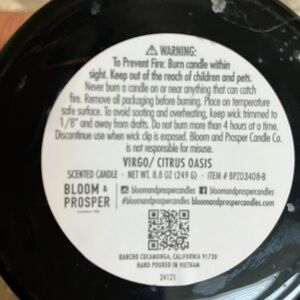 ⚠ WARNING:
To Prevent Fire: Burn candle within
sight. Keep out of the reach of children and pets.
Never burn a candle on or near anything that can catch
fire. Remove all packaging before burning. Place on temperature
safe surface. To avoid sooting and overheating, keep wick trimmed to
1/8" and away from drafts. Do not burn more than 4 hours at a time.
Discontinue use when wick clip is exposed. Bloom and Prosper Candle Co.
is not responsible for misuse.
VIRGO/ CITRUS OASIS
SCENTED CANDLE • NET WT. 8.8 OZ (249 G) • ITEM # BP703408-B
BLOOM &
PROSPER
bloomandprospercandles bloomandprospercandles
bloomandprospercandles.com
RANCHO CUCAMONGA, CALIFORNIA 91730
HAND POURED IN VIETNAM
24121